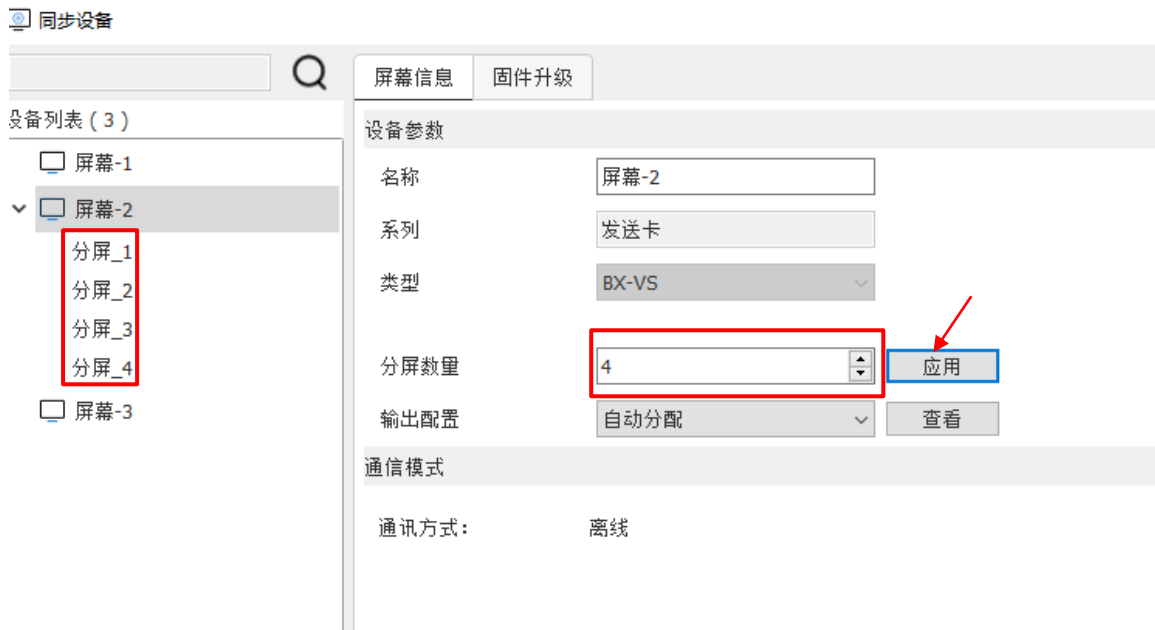 同步设备
设备列表 ( 3 )
屏幕-1
屏幕-2
分屏_1
分屏_2
分屏_3
分屏_4
屏幕-3
屏幕信息 固件升级
设备参数
名称 屏幕-2
系列 发送卡
类型 BX-VS
分屏数量 4 应用
输出配置 自动分配 查看
通信模式
通讯方式： 离线